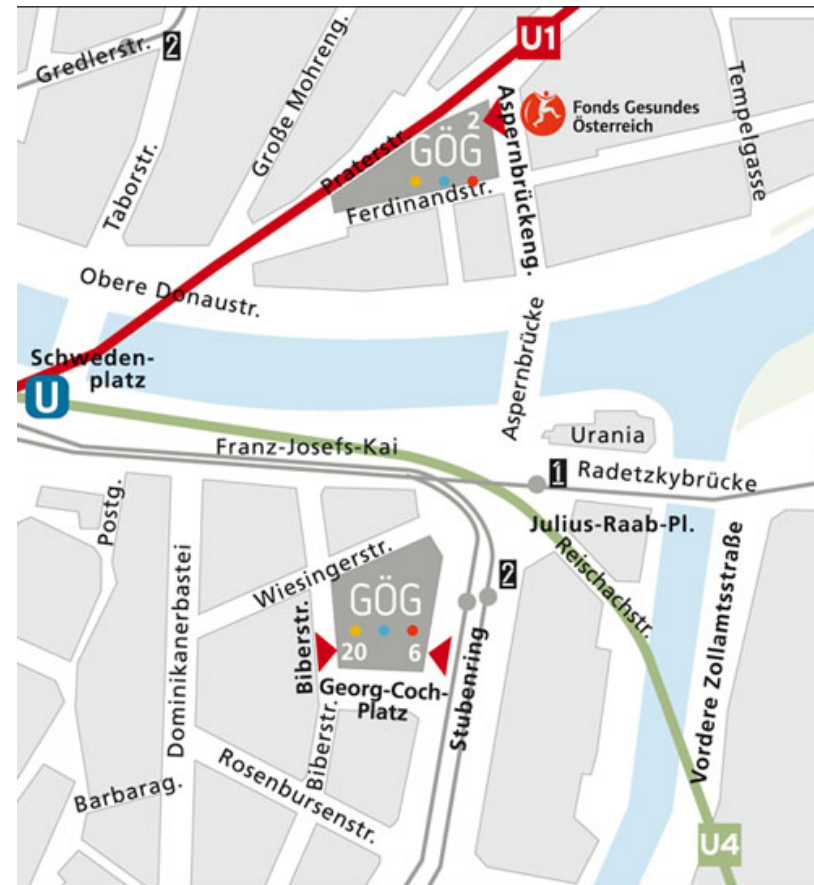 U1
Gredlerstr.
2
Große Mohreng.
Tempelgasse
Taborstr.
Praterstr.
Aspernbrückeng.
2
GÖG
Fonds Gesundes
Österreich
Ferdinandstr.
Obere Donaustr.
Aspernbrücke
Schweden-
platz
U
Franz-Josefs-Kai
Urania
1
Radetzkybrücke
Postg.
Julius-Raab-Pl.
Reischachstr.
Wiesingerstr.
2
GÖG
20
6
Biberstr.
Dominikanerbastei
Georg-Coch-
Platz
Stubenring
Vordere Zollamtsstraße
Biberstr.
Rosenbursenstr.
Barbarag.
U4